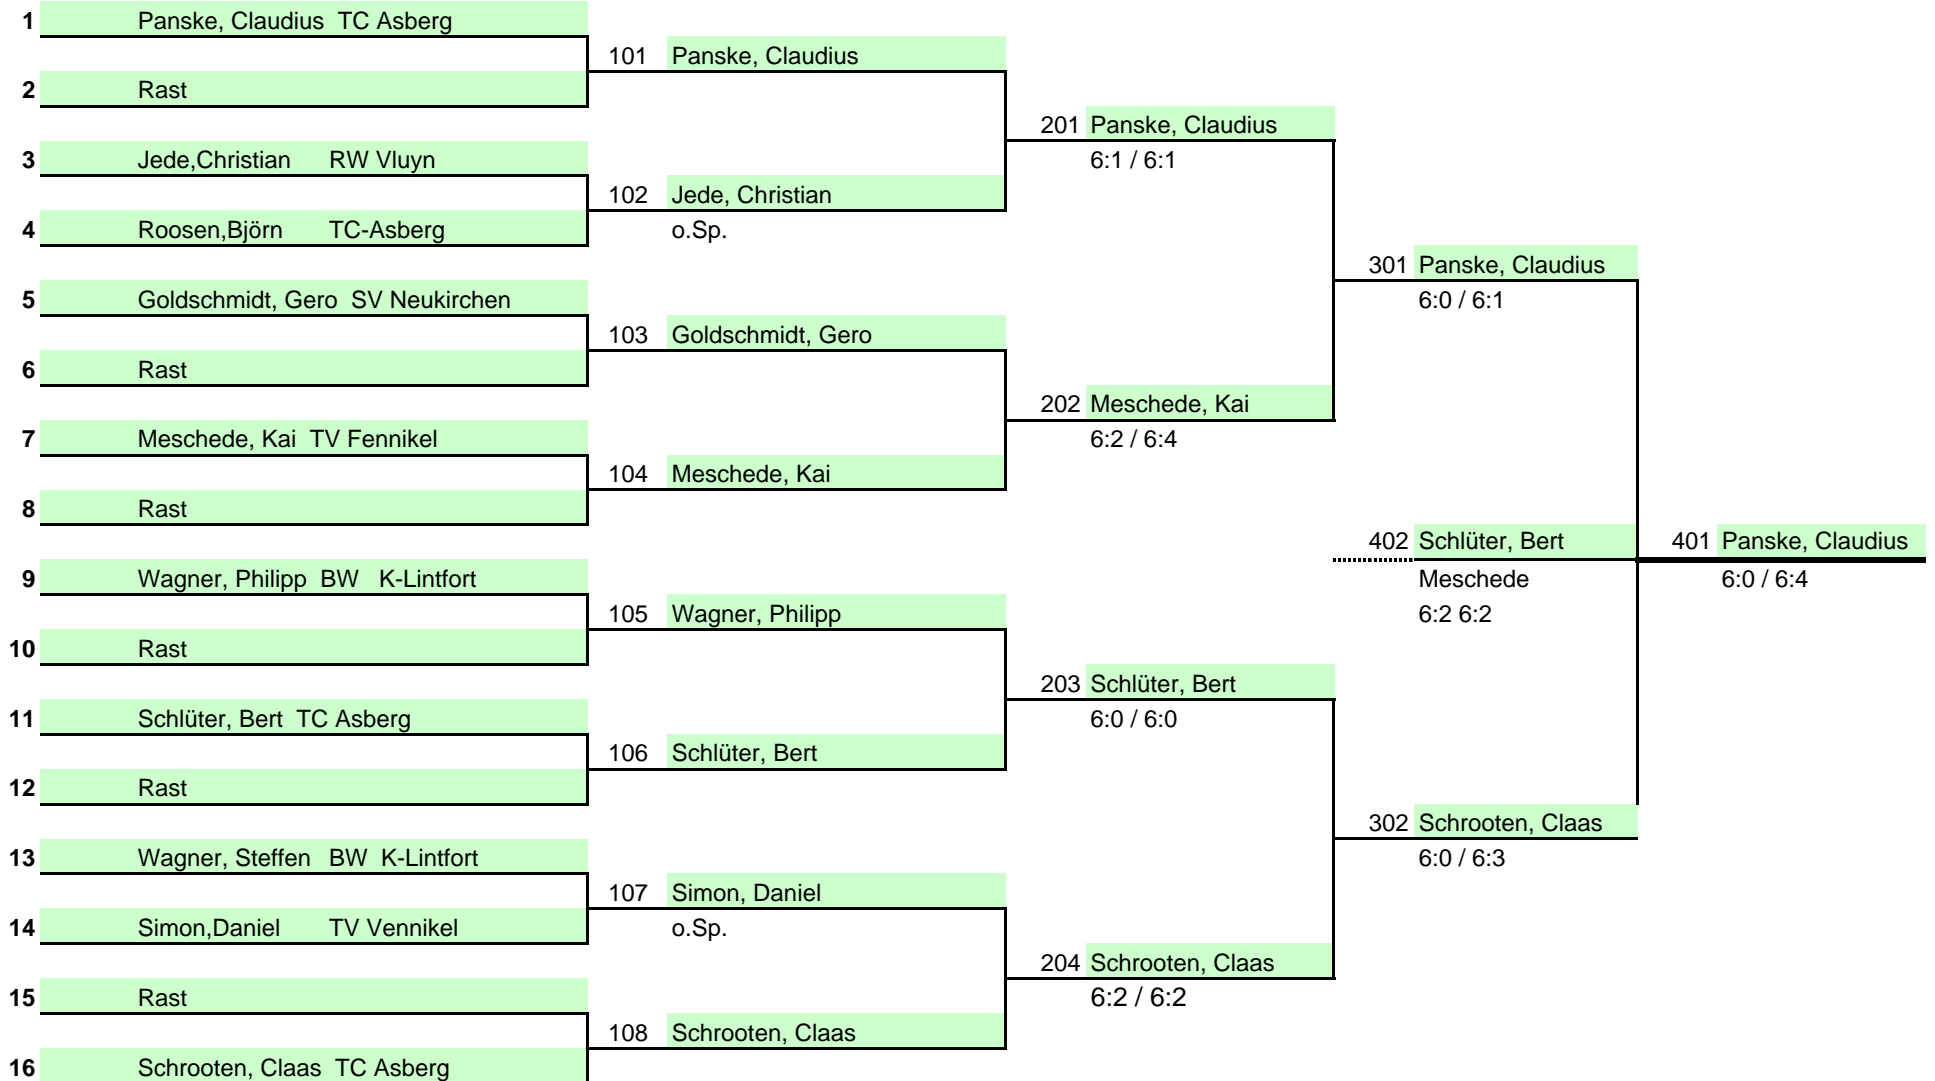 1 Panske, Claudius TC Asberg
101 Panske, Claudius
2 Rast
201 Panske, Claudius
3 Jede,Christian RW Vluyn
6:1 / 6:1
102 Jede, Christian
4 Roosen,Björn TC-Asberg
o.Sp.
301 Panske, Claudius
5 Goldschmidt, Gero SV Neukirchen
6:0 / 6:1
103 Goldschmidt, Gero
6 Rast
202 Meschede, Kai
7 Meschede, Kai TV Fennikel
6:2 / 6:4
104 Meschede, Kai
8 Rast
402 Schlüter, Bert
401 Panske, Claudius
9 Wagner, Philipp BW K-Lintfort
Meschede
6:0 / 6:4
105 Wagner, Philipp
6:2 6:2
10 Rast
203 Schlüter, Bert
11 Schlüter, Bert TC Asberg
6:0 / 6:0
106 Schlüter, Bert
12 Rast
302 Schrooten, Claas
13 Wagner, Steffen BW K-Lintfort
6:0 / 6:3
107 Simon, Daniel
14 Simon,Daniel TV Vennikel
o.Sp.
204 Schrooten, Claas
15 Rast
6:2 / 6:2
108 Schrooten, Claas
16 Schrooten, Claas TC Asberg